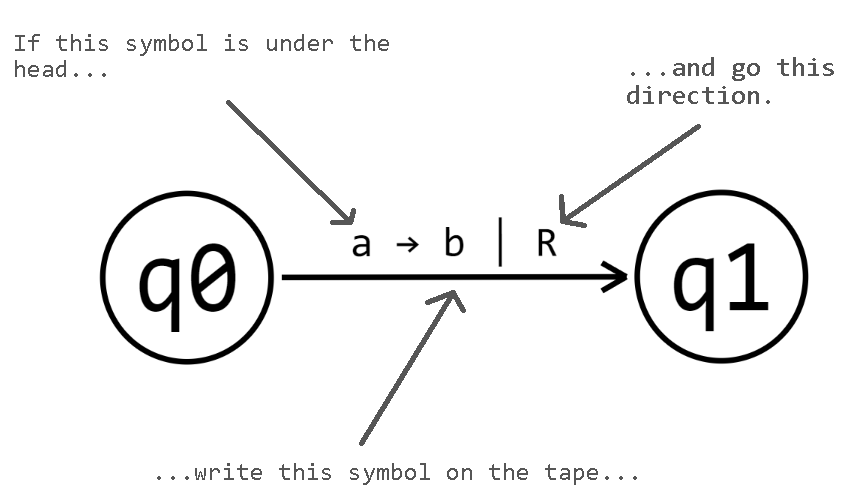 If this symbol is under the
head...
...and go this
direction.
a → b | R
q0
q1
...write this symbol on the tape...